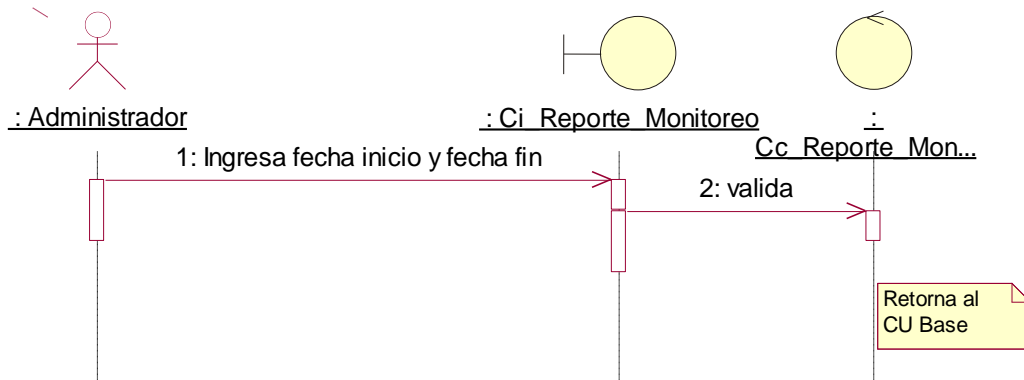 : Administrador
: Ci_Reporte_Monitoreo
:
Cc_Reporte_Mon...
1: Ingresa fecha inicio y fecha fin
2: valida
Retorna al
CU Base